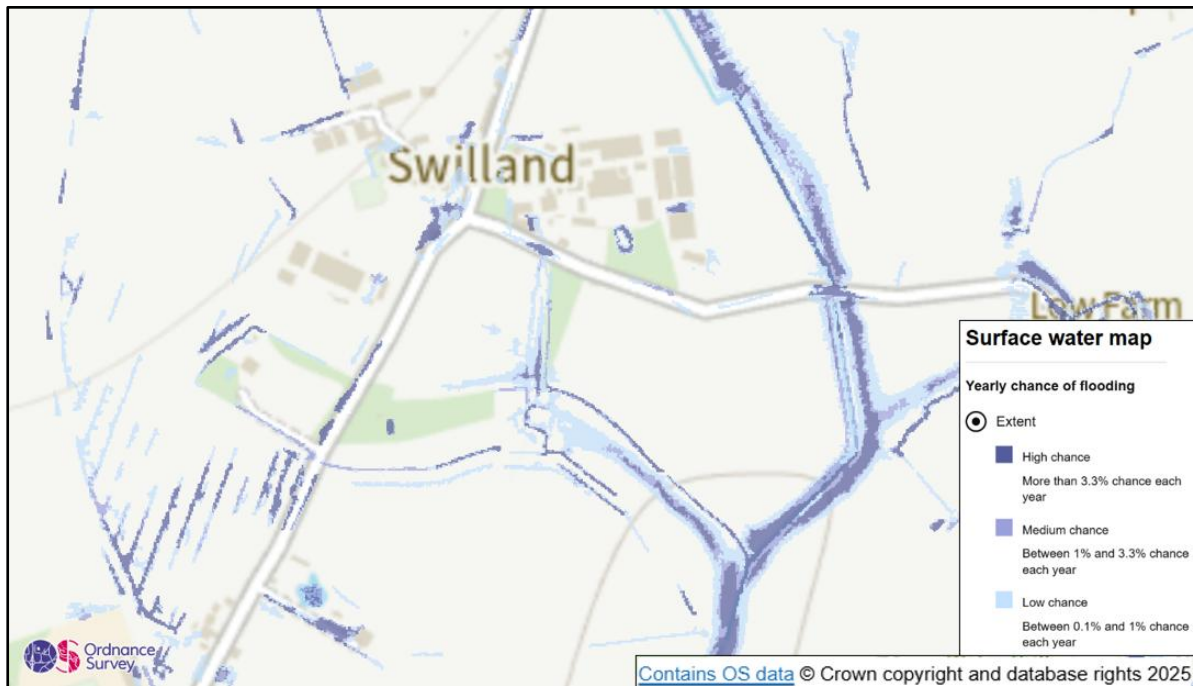 Swilland
Low Farm
Surface water map
Yearly chance of flooding
Extent
High chance
More than 3.3% chance each
year
Medium chance
Between 1% and 3.3% chance
each year
Low chance
Between 0.1% and 1% chance
each year
Ordnance
Survey
Contains OS data © Crown copyright and database rights 2025